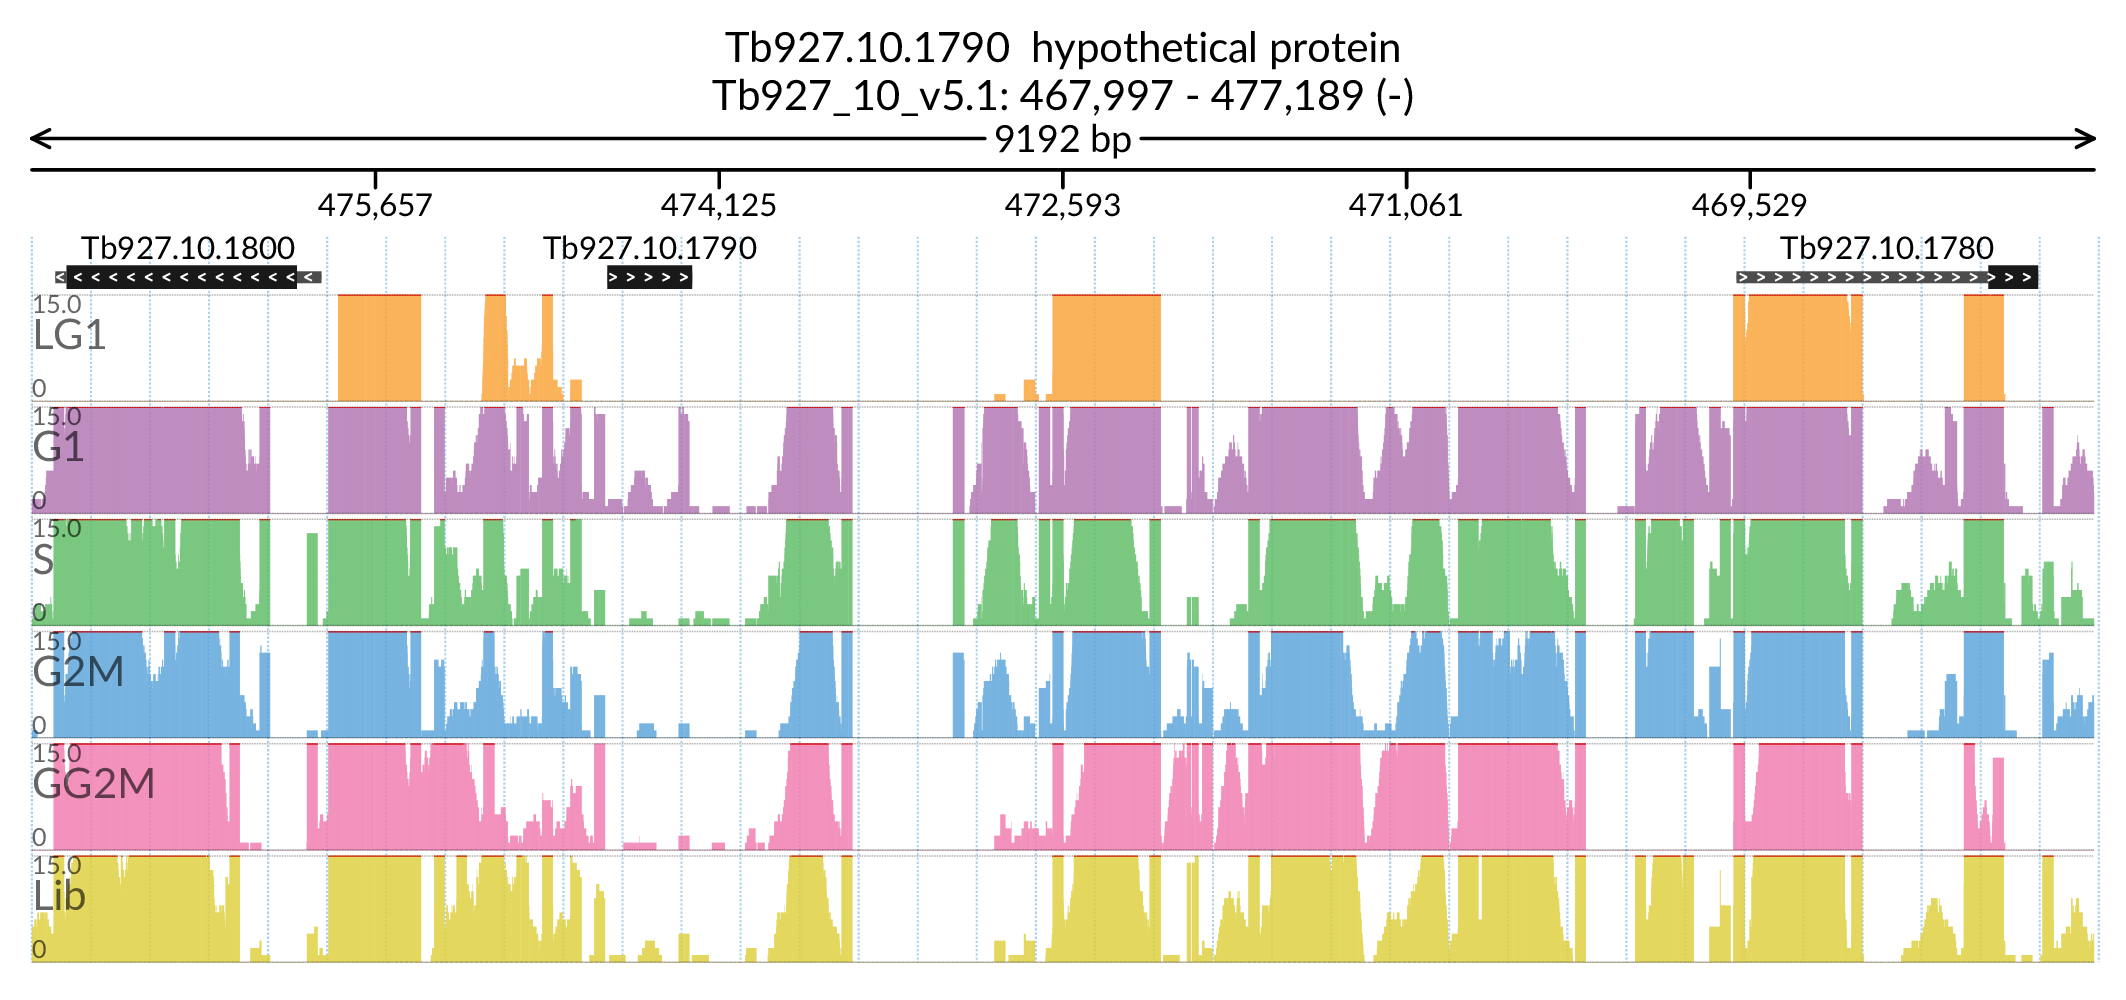 Tb927.10.1790  hypothetical protein
Tb927_10_v5.1: 467,997 - 477,189 (-)
9192 bp
475,657 474,125 472,593 471,061 469,529
Tb927.10.1800 Tb927.10.1790 Tb927.10.1780
15.0
LG1
0
15.0
G1
0
15.0
S
0
15.0
G2M
0
15.0
GG2M
0
15.0
Lib
0